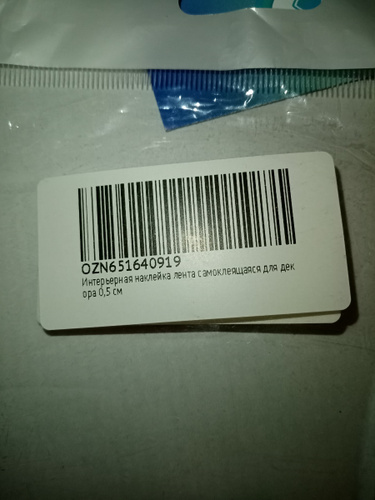 OZN651640919
Интерьерная наклейка лента самоклеящаяся для дек
ора 0,5 см